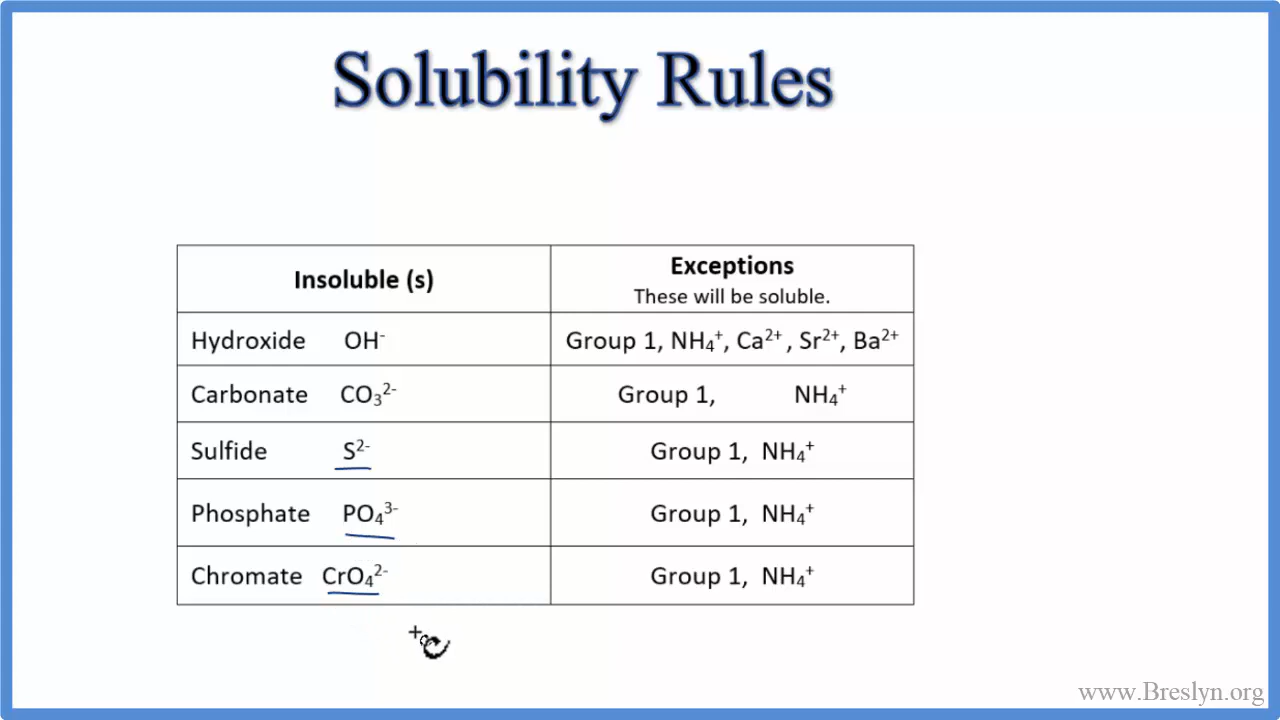 Solubility Rules
Insoluble (s) Exceptions
These will be soluble.
Hydroxide OH⁻ Group 1, NH₄⁺, Ca²⁺ , Sr²⁺, Ba²⁺
Carbonate CO₃²⁻ Group 1, NH₄⁺
Sulfide S²⁻ Group 1, NH₄⁺
Phosphate PO₄³⁻ Group 1, NH₄⁺
Chromate CrO₄²⁻ Group 1, NH₄⁺
www.Breslyn.org